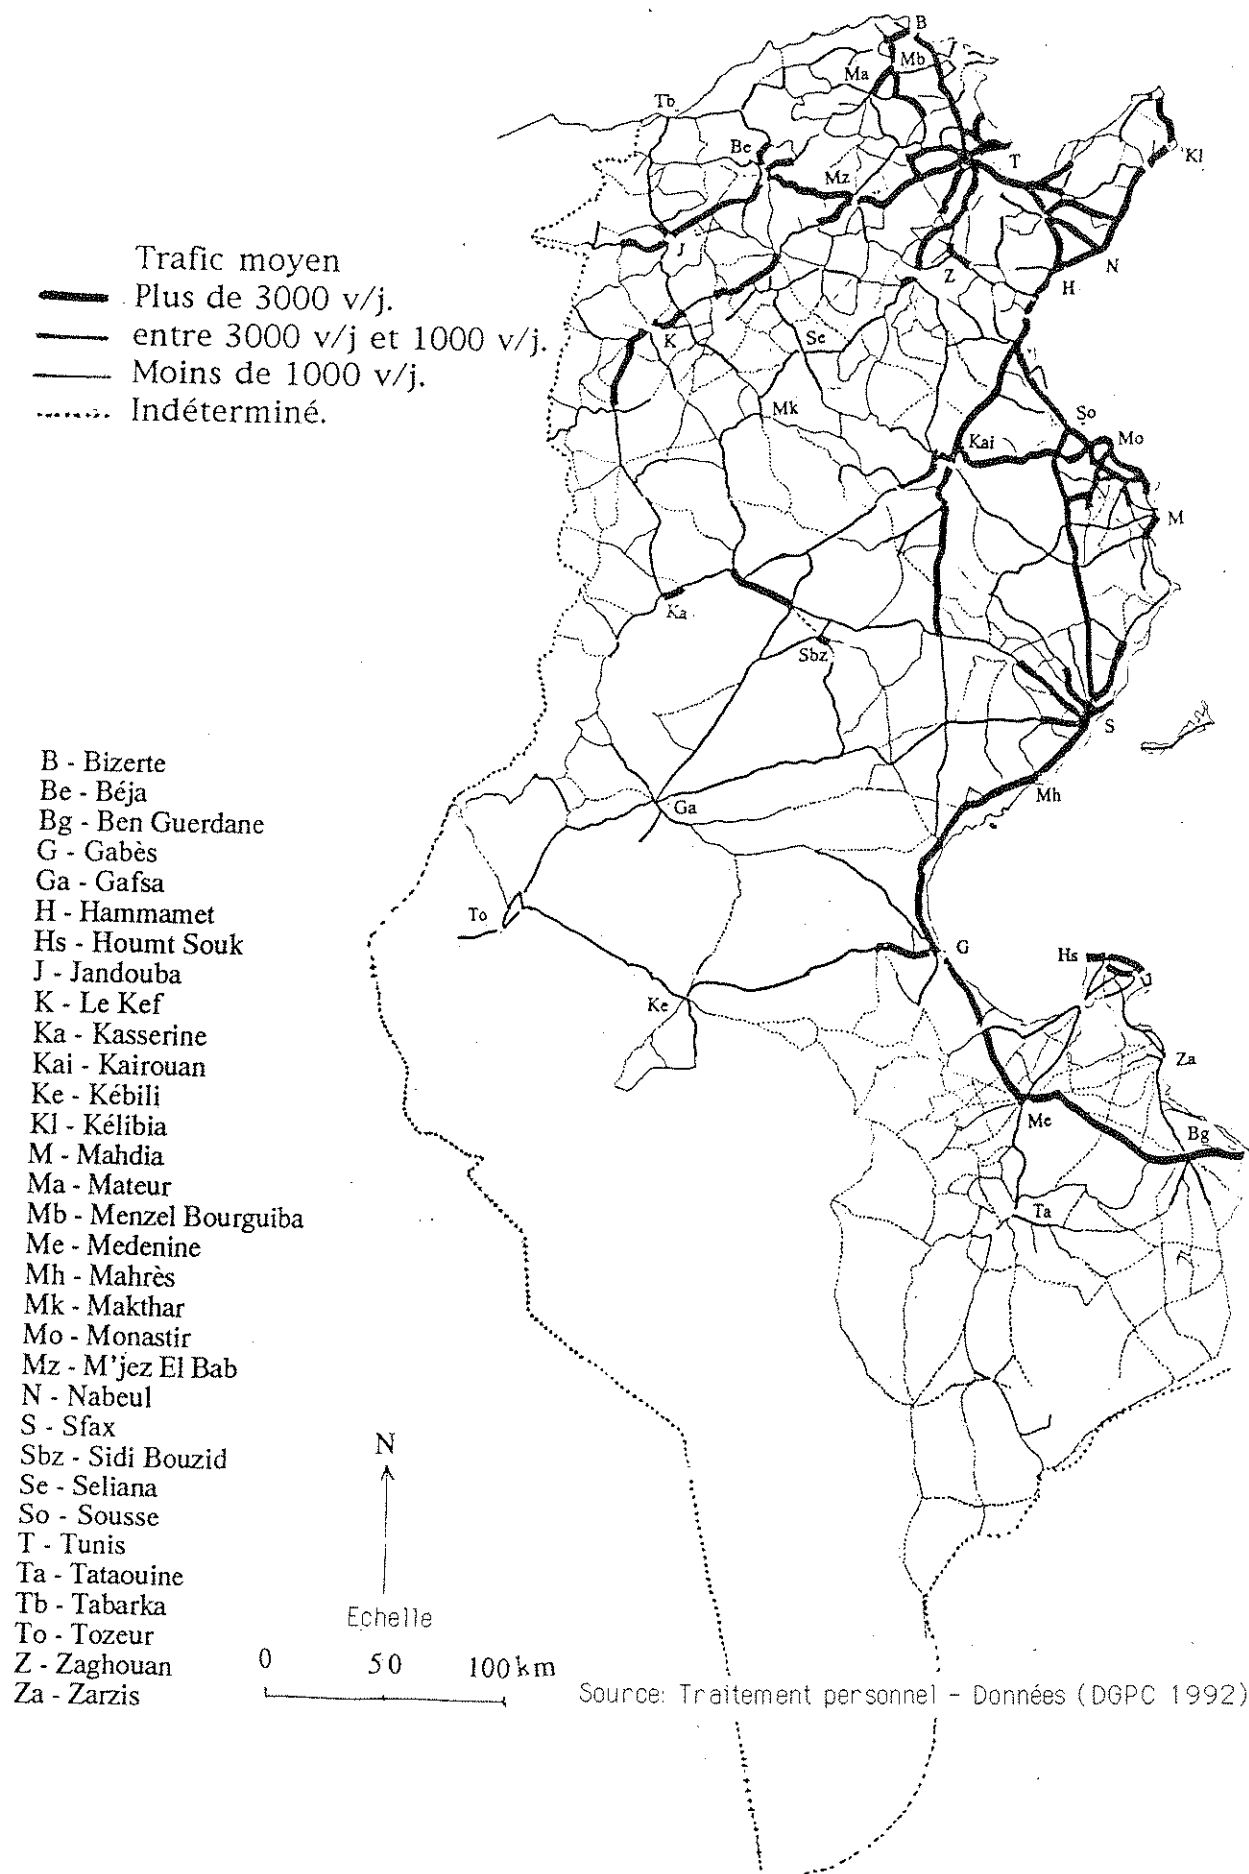 B
Mb
Ma
Tb
Be
Kl
T
Mz
J
Z
N
H
Trafic moyen
Plus de 3000 v/j.
entre 3000 v/j et 1000 v/j.
Moins de 1000 v/j.
Indéterminé.
K
Se
Mk
So
Mo
Kai
M
Ka
Sbz
S
Mh
Ga
To
G
Hs
Ke
Za
Me
Bg
Ta
B - Bizerte
Be - Béja
Bg - Ben Guerdane
G - Gabès
Ga - Gafsa
H - Hammamet
Hs - Houmt Souk
J - Jandouba
K - Le Kef
Ka - Kasserine
Kai - Kairouan
Ke - Kébili
Kl - Kélibia
M - Mahdia
Ma - Mateur
Mb - Menzel Bourguiba
Me - Medenine
Mh - Mahrès
Mk - Makthar
Mo - Monastir
Mz - M'jez El Bab
N - Nabeul
S - Sfax
Sbz - Sidi Bouzid
Se - Seliana
So - Sousse
T - Tunis
Ta - Tataouine
Tb - Tabarka
To - Tozeur
Z - Zaghouan
Za - Zarzis
N
Echelle
0 50 100 km
Source: Traitement personnel - Données (DGPC 1992)